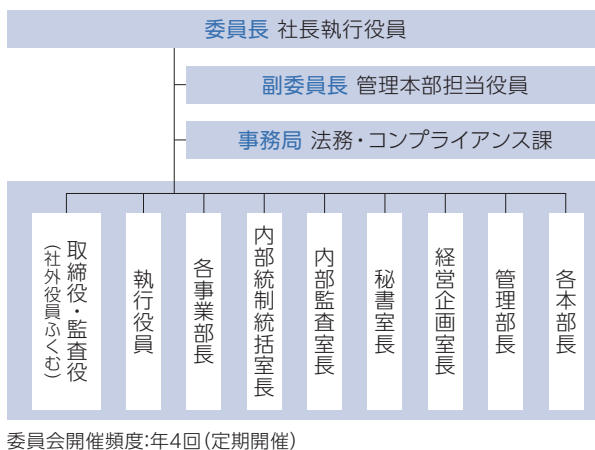 委員長 社長執行役員
副委員長 管理本部担当役員
事務局 法務・コンプライアンス課
取締役・監査役
(社外役員ふくむ)
執行役員
各事業部長
内部統制統括室長
内部監査室長
秘書室長
経営企画室長
管理部長
各本部長
委員会開催頻度:年4回(定期開催)